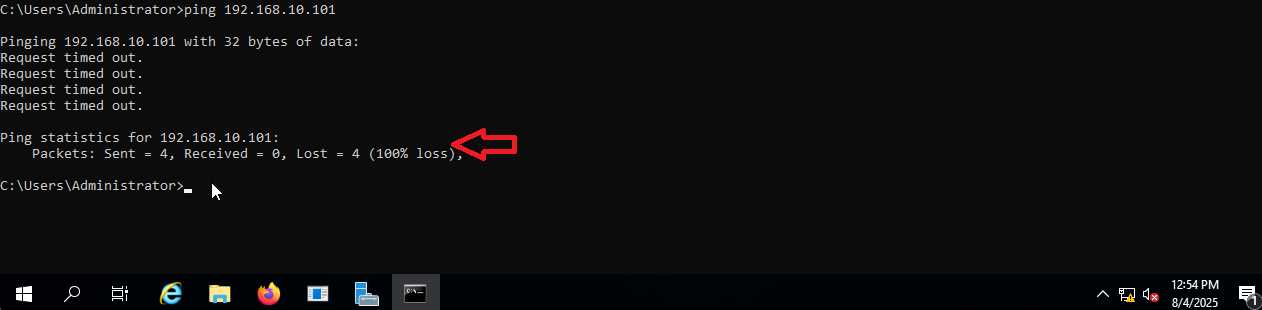 C:\Users\Administrator>ping 192.168.10.101
Pinging 192.168.10.101 with 32 bytes of data:
Request timed out.
Request timed out.
Request timed out.
Request timed out.
Ping statistics for 192.168.10.101:
    Packets: Sent = 4, Received = 0, Lost = 4 (100% loss),
C:\Users\Administrator>
12:54 PM
8/4/2025
1